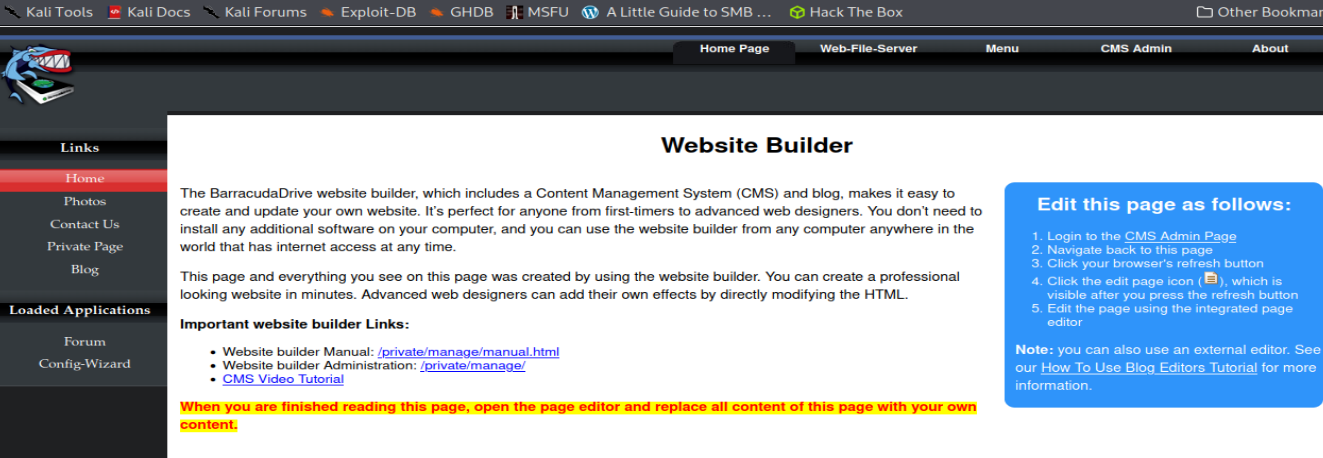 Kali Tools Kali Docs Kali Forums Exploit-DB GHDB MSFU A Little Guide to SMB ... Hack The Box Other Bookmar
Home Page Web-File-Server Menu CMS Admin About
Links
Home
Photos
Contact Us
Private Page
Blog
Loaded Applications
Forum
Config-Wizard
Website Builder
The BarracudaDrive website builder, which includes a Content Management System (CMS) and blog, makes it easy to
create and update your own website. It's perfect for anyone from first-timers to advanced web designers. You don't need to
install any additional software on your computer, and you can use the website builder from any computer anywhere in the
world that has internet access at any time.
This page and everything you see on this page was created by using the website builder. You can create a professional
looking website in minutes. Advanced web designers can add their own effects by directly modifying the HTML.
Important website builder Links:
• Website builder Manual: /private/manage/manual.html
• Website builder Administration: /private/manage/
• CMS Video Tutorial
When you are finished reading this page, open the page editor and replace all content of this page with your own
content.
Edit this page as follows:
1. Login to the CMS Admin Page
2. Navigate back to this page
3. Click your browser's refresh button
4. Click the edit page icon ( ), which is
visible after you press the refresh button
5. Edit the page using the integrated page
editor
Note: you can also use an external editor. See
our How To Use Blog Editors Tutorial for more
information.